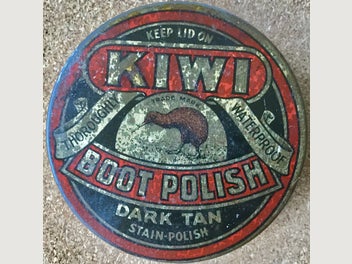 KEEP LID ON
KIWI
TRADE MARK
THOROUGHLY WATERPROOF
BOOT POLISH
DARK TAN
STAIN-POLISH